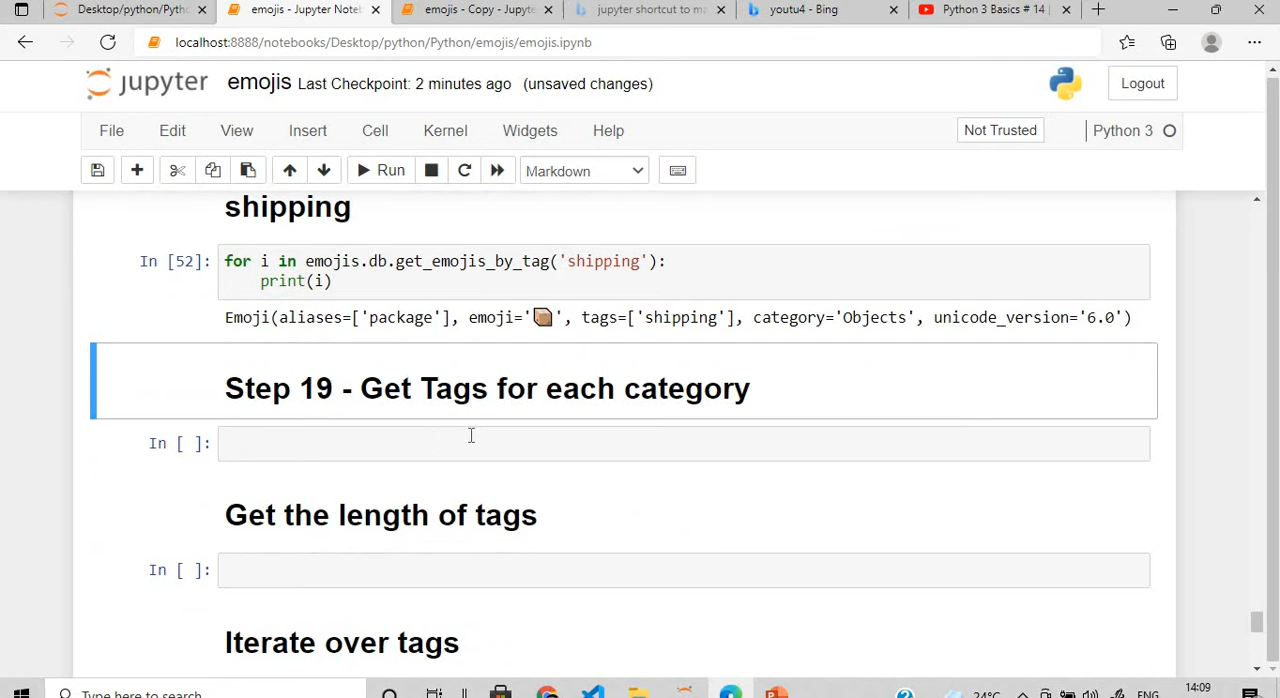 Desktop/python/Pyth
emojis - Jupyter Note
emojis - Copy - Jupyte
jupyter shortcut to ma
youtu4 - Bing
Python 3 Basics # 14
localhost:8888/notebooks/Desktop/python/Python/emojis/emojis.ipynb
jupyter emojis Last Checkpoint: 2 minutes ago (unsaved changes) Logout
File Edit View Insert Cell Kernel Widgets Help Not Trusted Python 3
Run Markdown
shipping
In [52]: for i in emojis.db.get_emojis_by_tag('shipping'):
print(i)
Emoji(aliases=['package'], emoji='📦', tags=['shipping'], category='Objects', unicode_version='6.0')
Step 19 - Get Tags for each category
In [ ]:
Get the length of tags
In [ ]:
Iterate over tags
Type here to search 24°C ENG 14:09